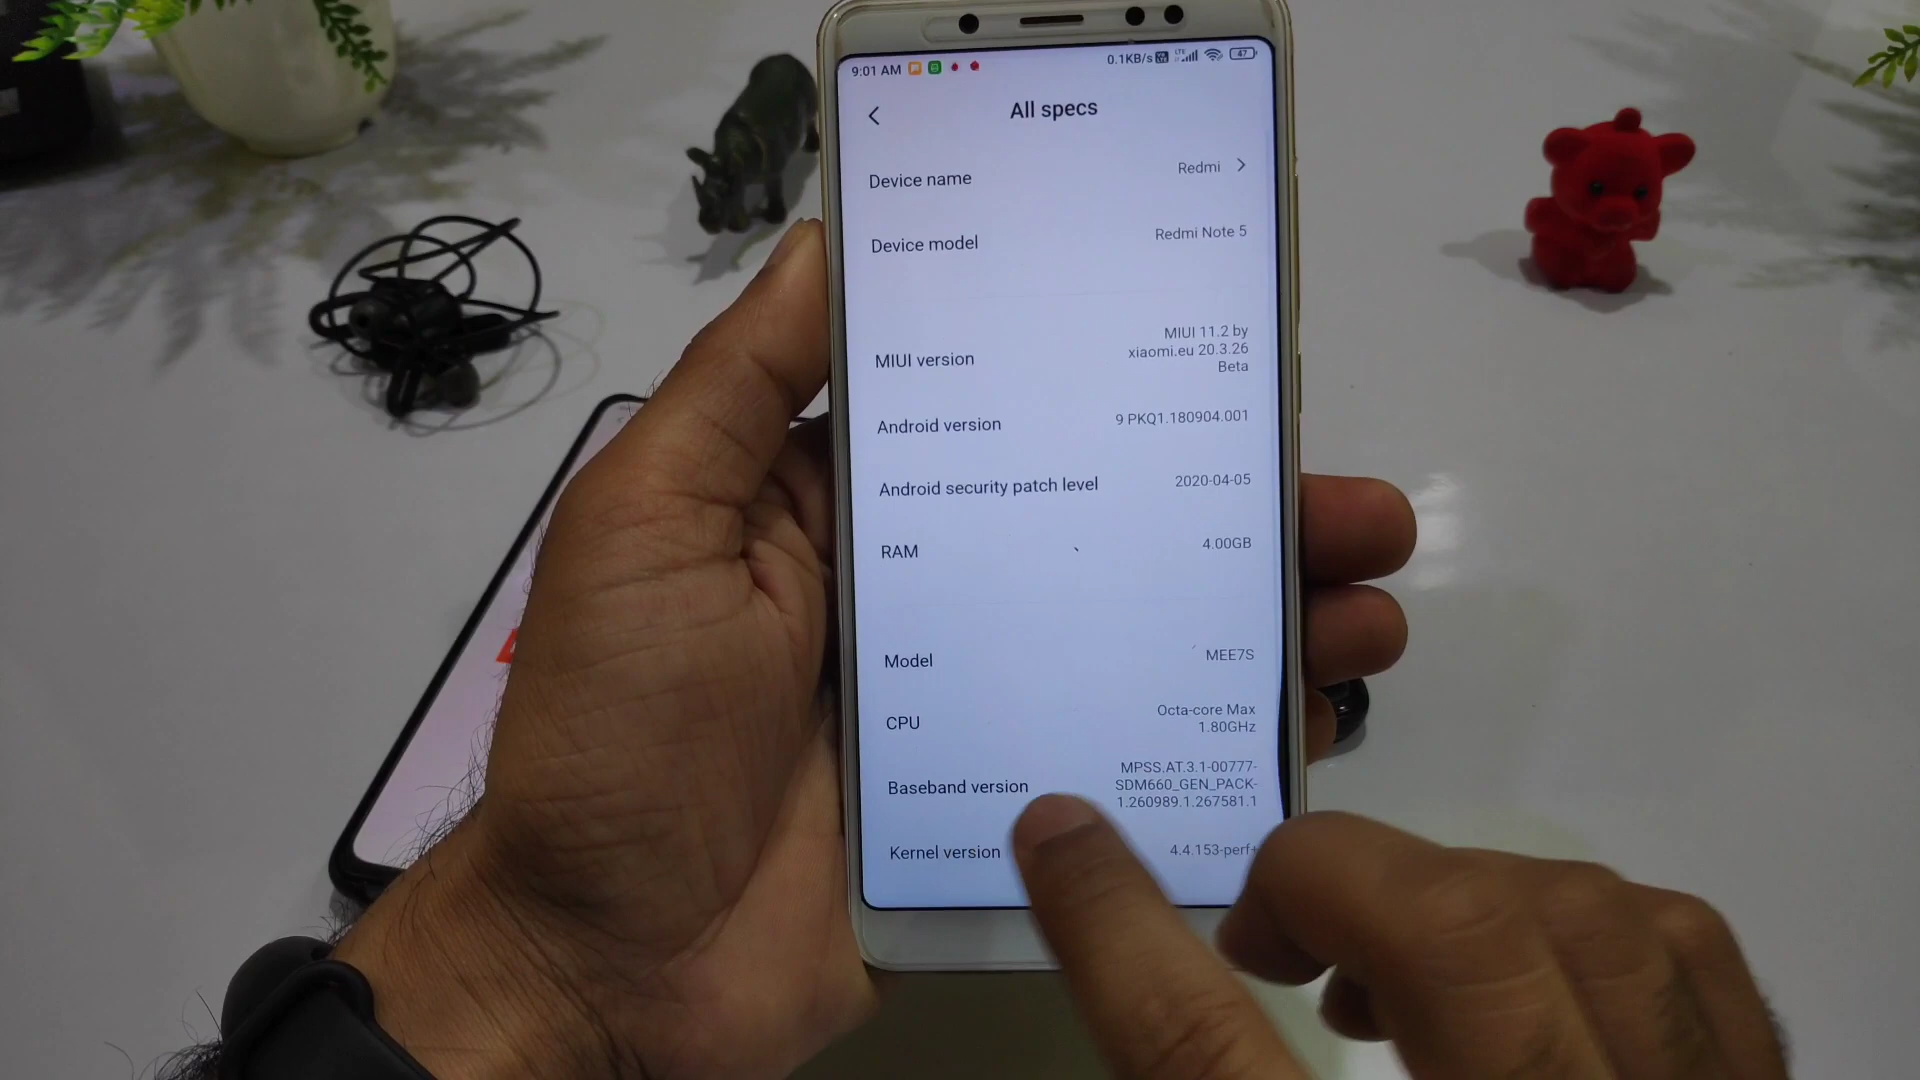 9:01 AM
0.1KB/s
47
All specs
Device name
Redmi
Device model
Redmi Note 5
MIUI version
MIUI 11.2 by
xiaomi.eu 20.3.26
Beta
Android version
9 PKQ1.180904.001
Android security patch level
2020-04-05
RAM
4.00GB
Model
MEE7S
CPU
Octa-core Max
1.80GHz
Baseband version
MPSS.AT.3.1-00777-
SDM660_GEN_PACK-
1.260989.1.267581.1
Kernel version
4.4.153-perf+